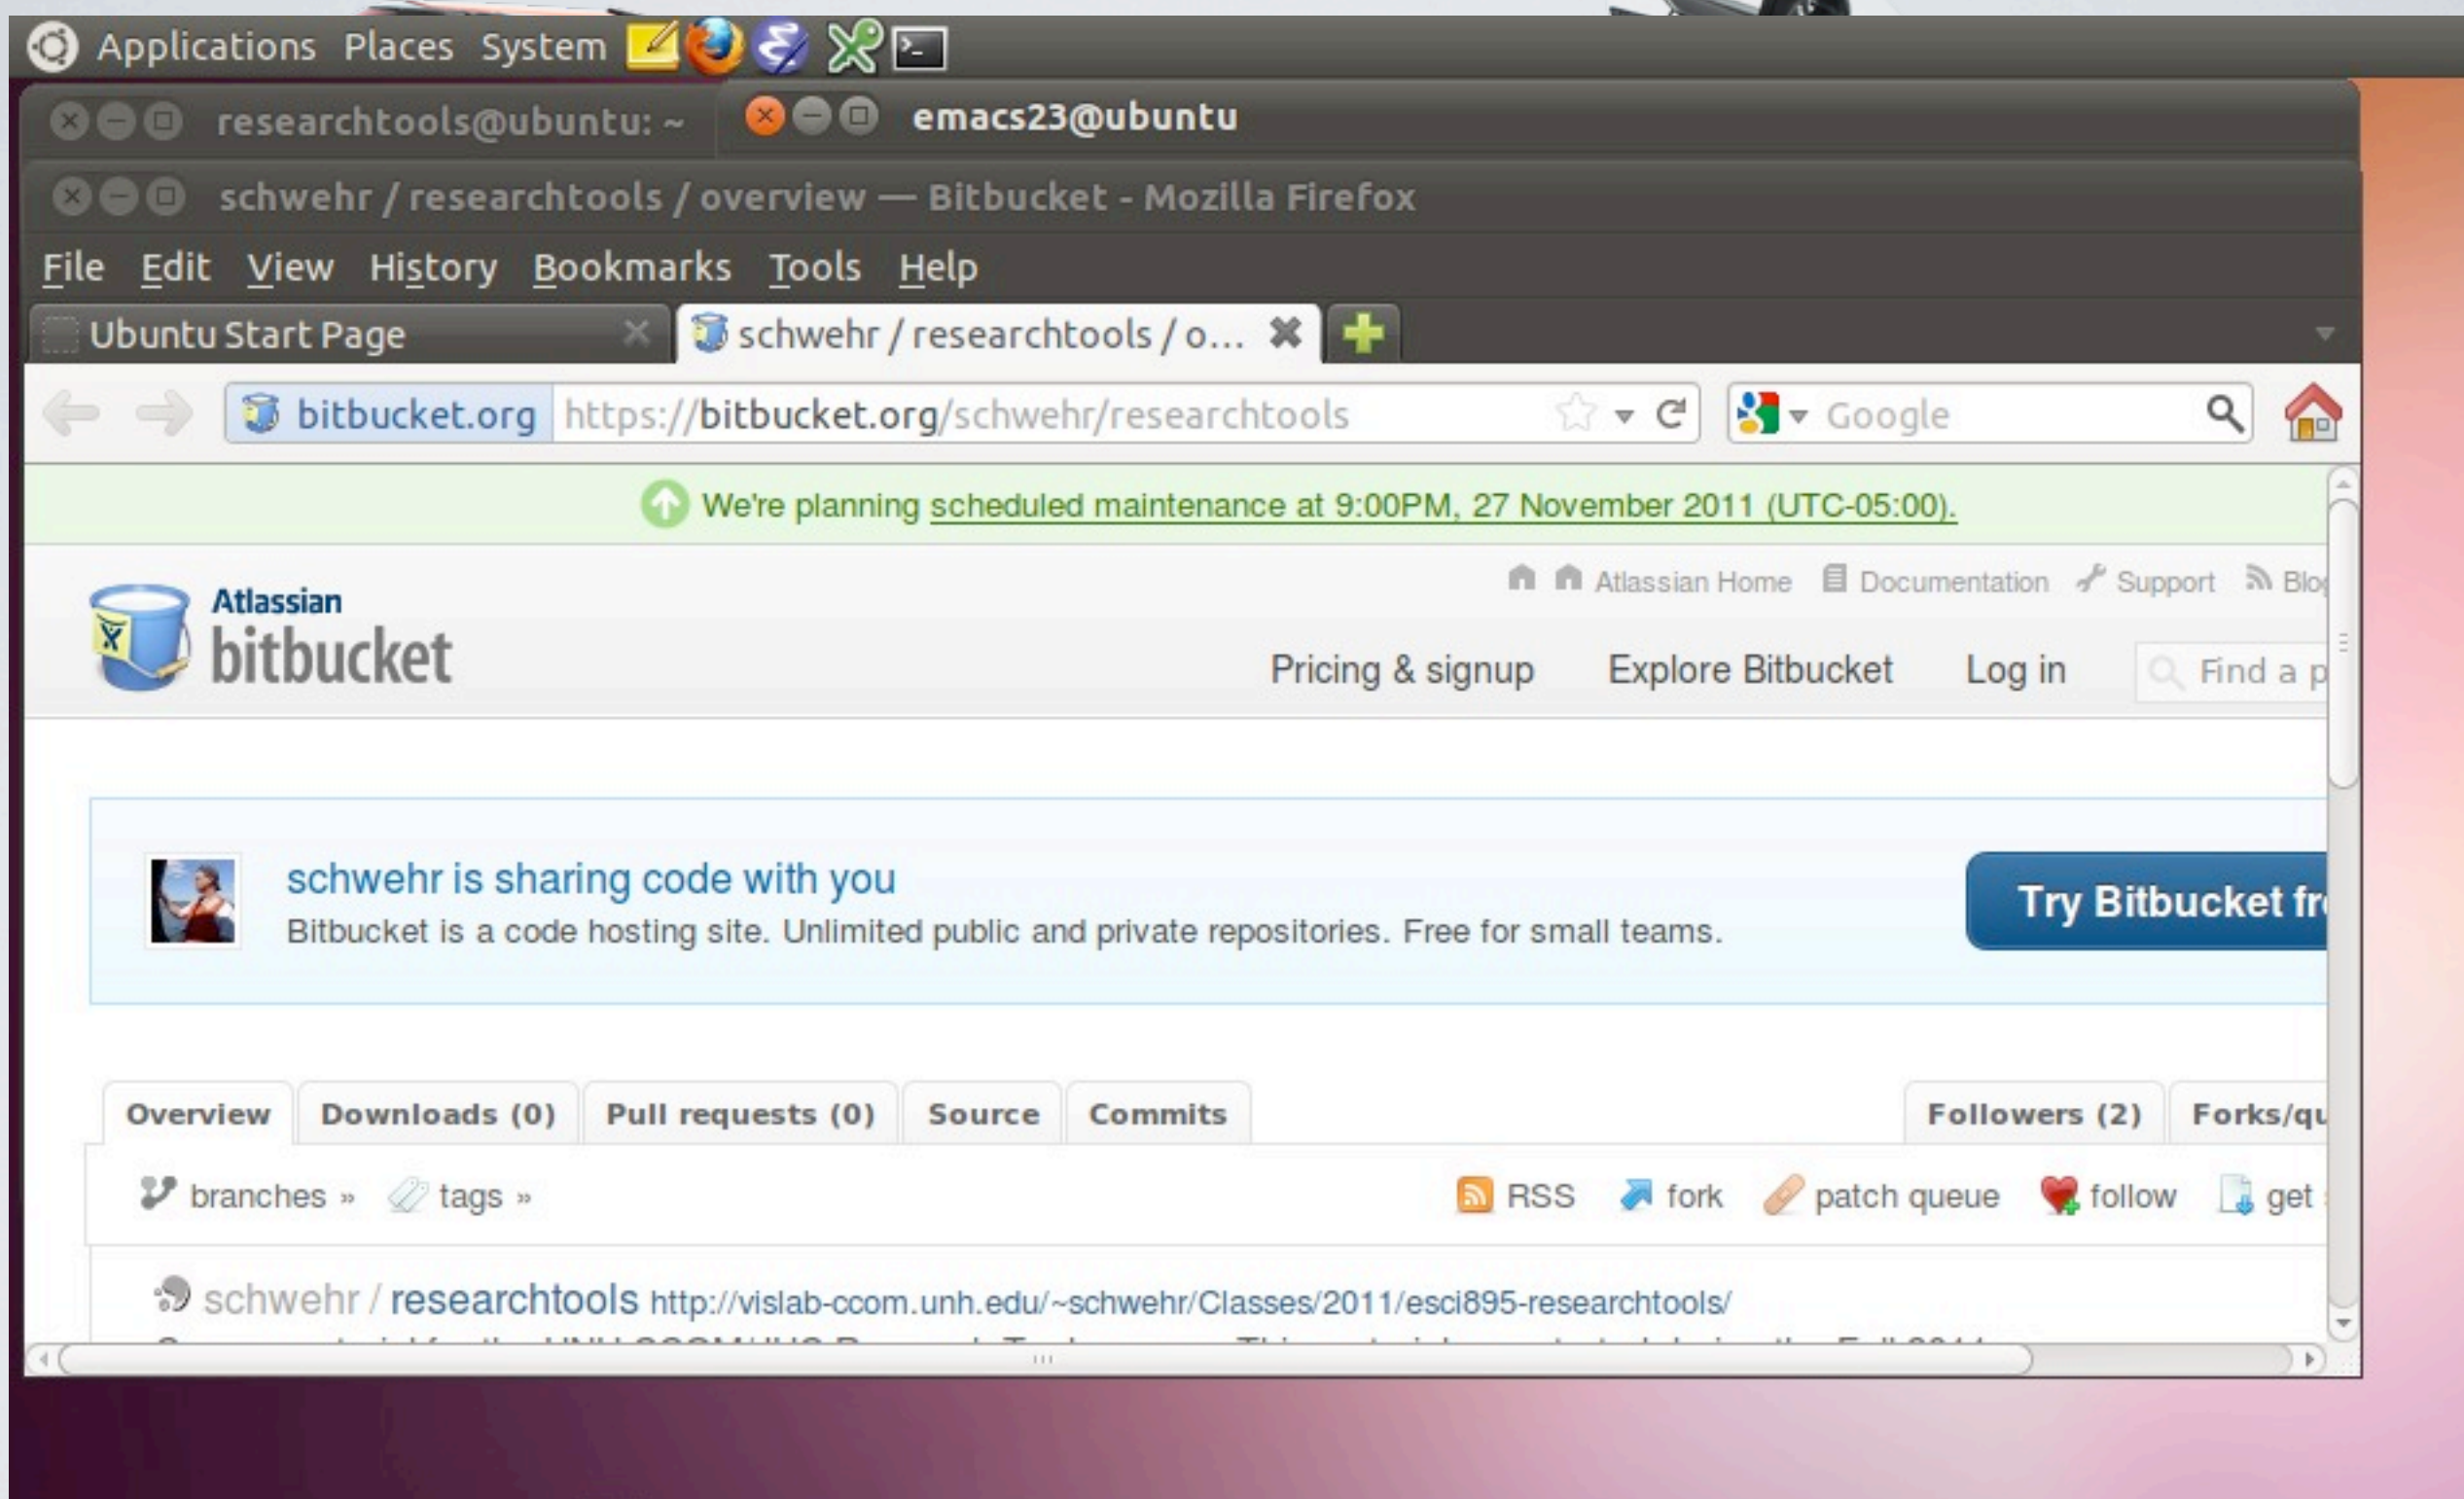 Applications Places System
researchtools@ubuntu: ~ emacs23@ubuntu
schwehr / researchtools / overview — Bitbucket - Mozilla Firefox
File Edit View History Bookmarks Tools Help
Ubuntu Start Page schwehr / researchtools / o...
bitbucket.org https://bitbucket.org/schwehr/researchtools Google
We're planning scheduled maintenance at 9:00PM, 27 November 2011 (UTC-05:00).
Atlassian Home Documentation Support
Atlassian
bitbucket
Pricing & signup Explore Bitbucket Log in Find a p
schwehr is sharing code with you
Try Bitbucket
Bitbucket is a code hosting site. Unlimited public and private repositories. Free for small teams.
Overview Downloads (0) Pull requests (0) Source Commits Followers (2) Forks/qu
branches » tags » RSS fork patch queue follow get
schwehr / researchtools http://vislab-ccom.unh.edu/~schwehr/Classes/2011/esci895-researchtools/